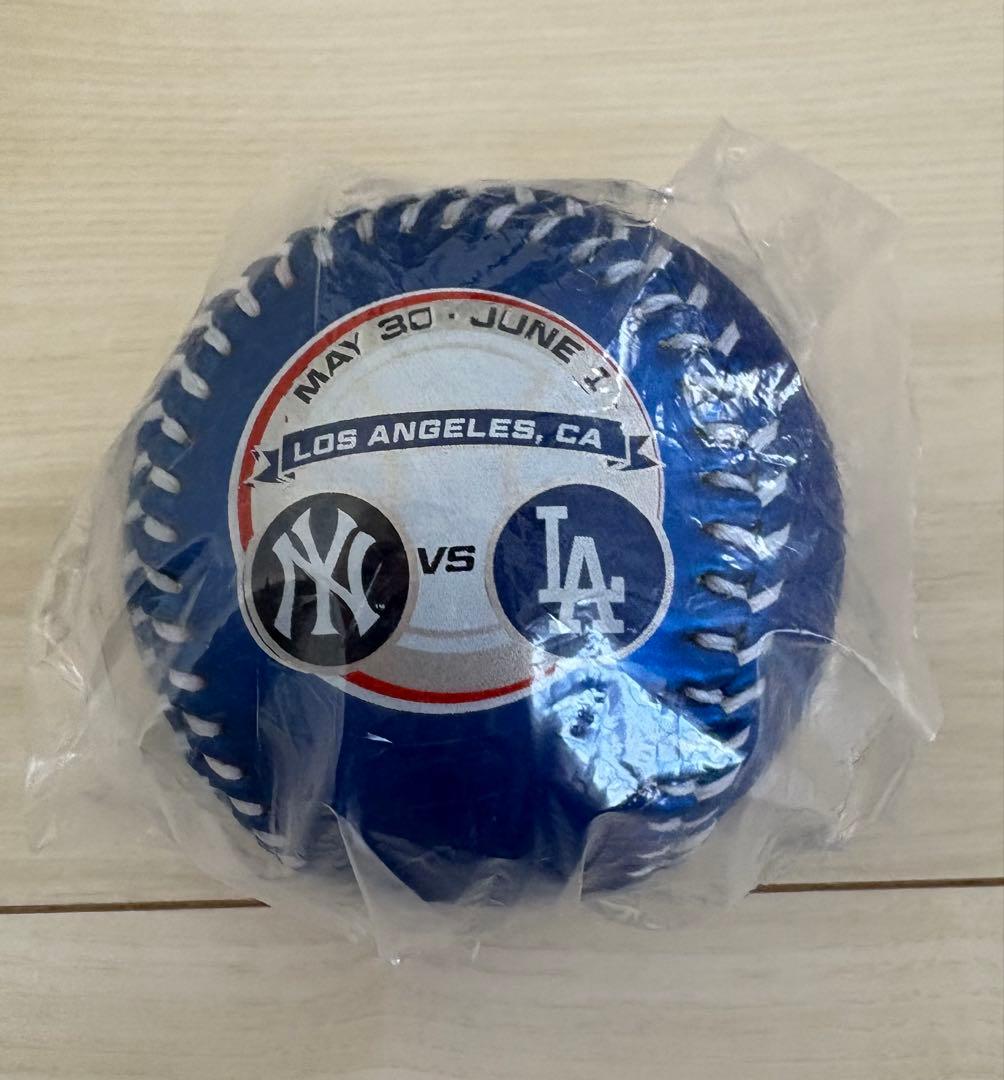 MAY 30 · JUNE 1
LOS ANGELES, CA
NY VS LA